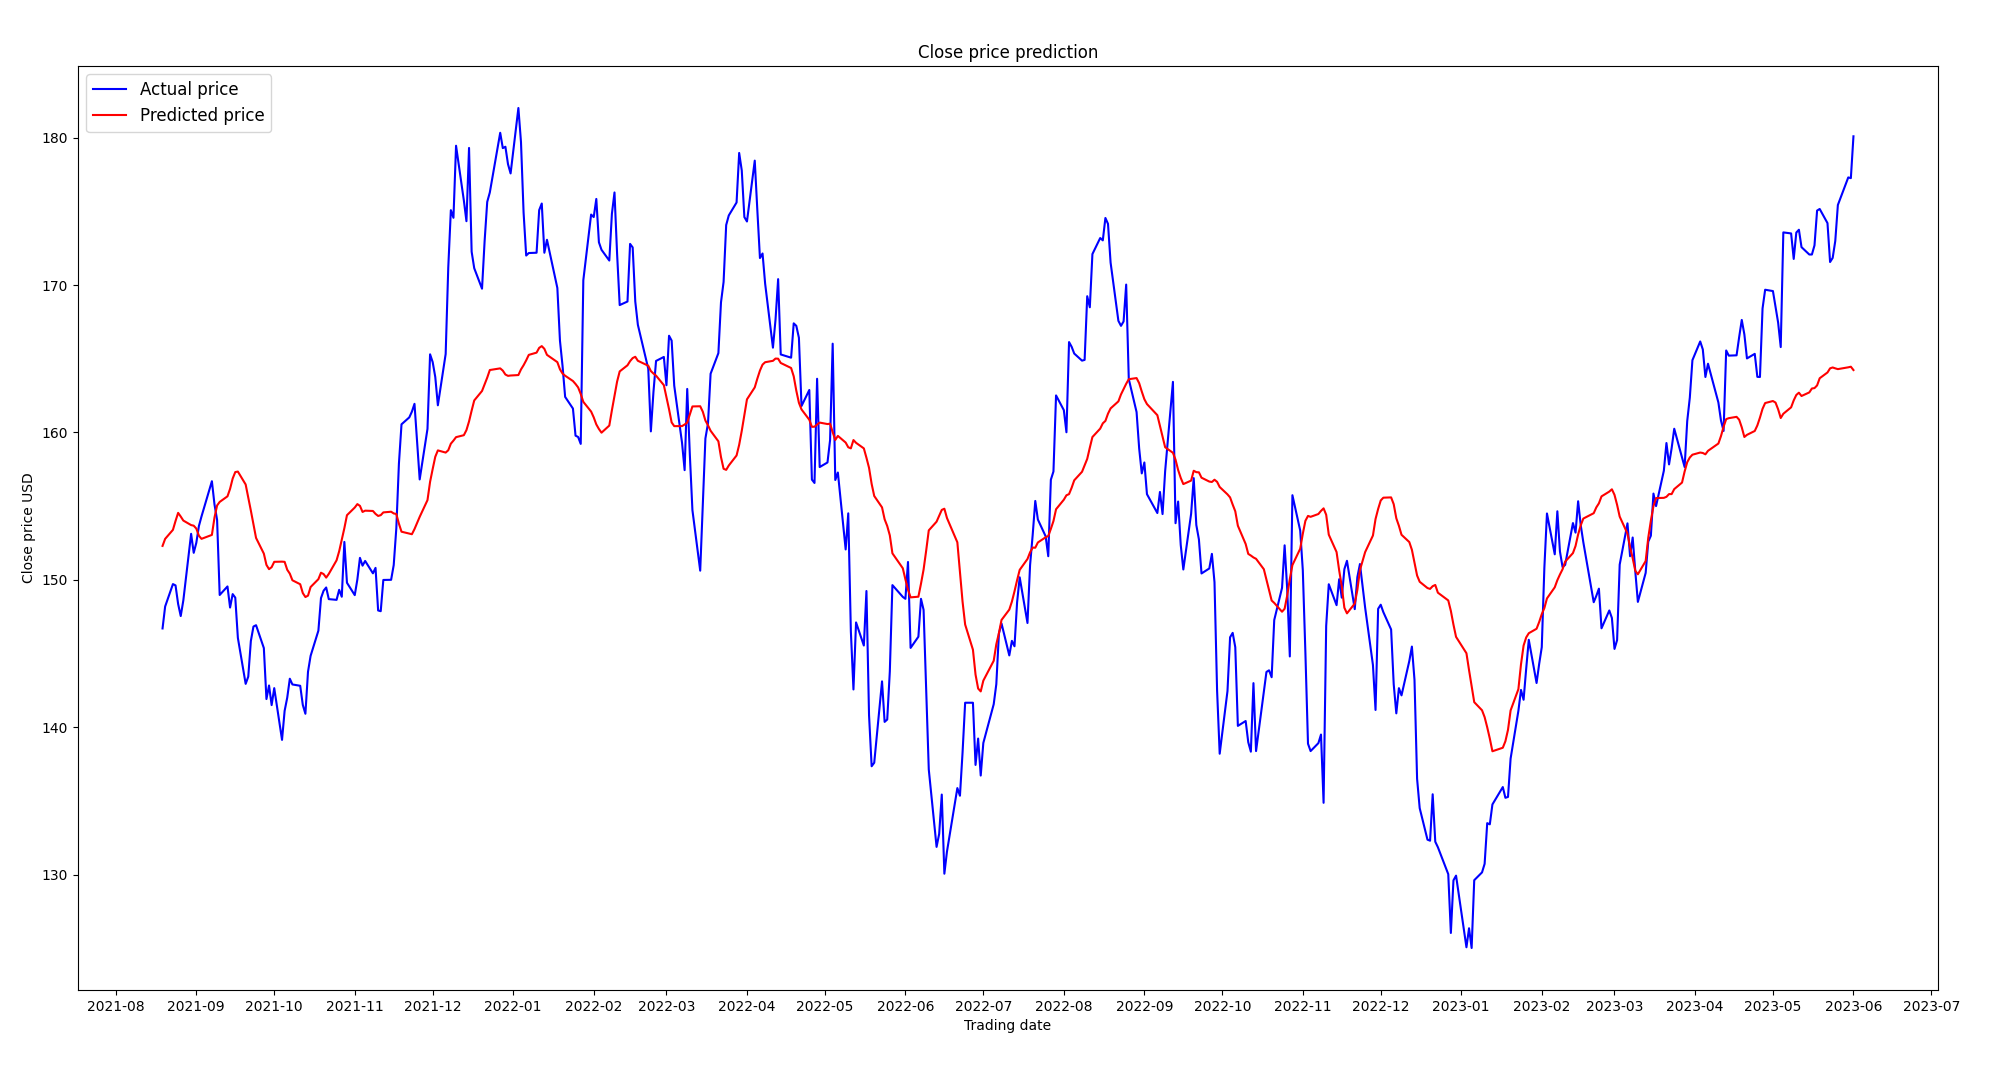 Close price prediction
Actual price
Predicted price
180
170
160
150
140
130
Close price USD
2021-08 2021-09 2021-10 2021-11 2021-12 2022-01 2022-02 2022-03 2022-04 2022-05 2022-06 2022-07 2022-08 2022-09 2022-10 2022-11 2022-12 2023-01 2023-02 2023-03 2023-04 2023-05 2023-06 2023-07
Trading date